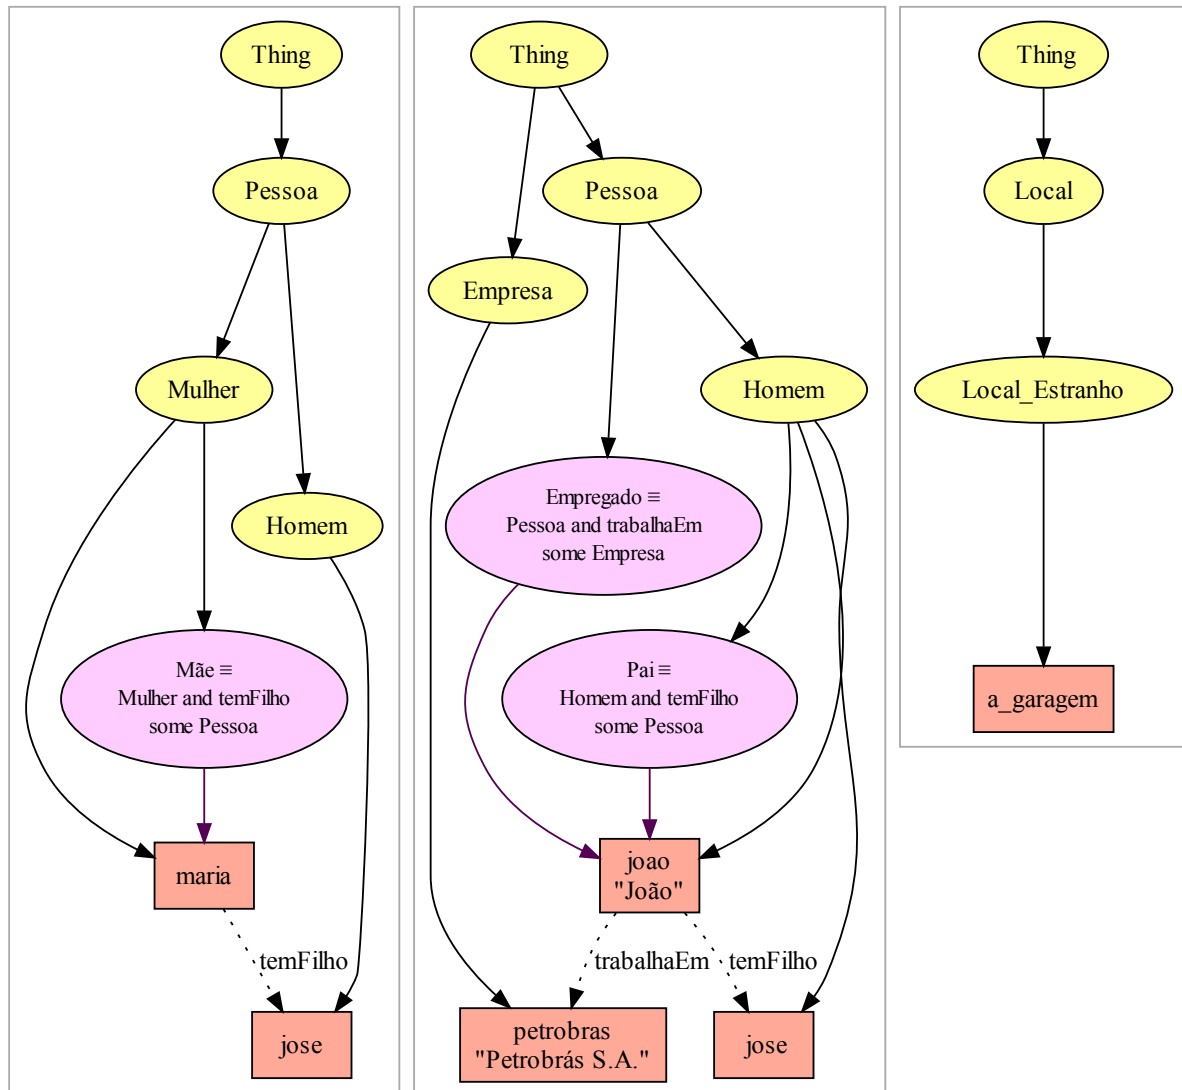 Thing
Pessoa
Mulher
Homem
Mãe ≡
Mulher and temFilho
some Pessoa
maria
temFilho
jose
Thing
Pessoa
Empresa
Homem
Empregado ≡
Pessoa and trabalhaEm
some Empresa
Pai ≡
Homem and temFilho
some Pessoa
joao
"João"
trabalhaEm
temFilho
petrobras
"Petrobrás S.A."
jose
Thing
Local
Local_Estranho
a_garagem